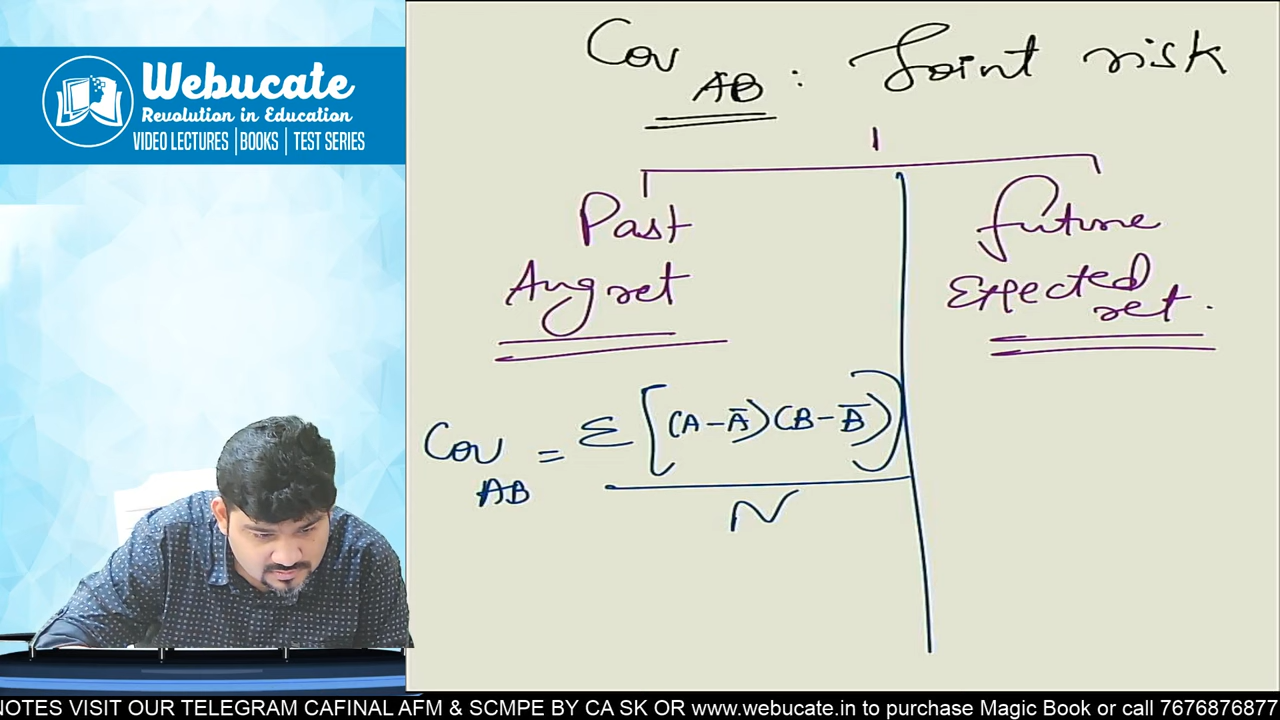 Webucate
Revolution in Education
VIDEO LECTURES | BOOKS | TEST SERIES
Cov AB : Joint risk
Past
Avg ret
Future
Expected
ret.
Cov AB = Σ [(A-Ā)(B-B̄)]
N
NOTES VISIT OUR TELEGRAM CAFINAL AFM & SCMPE BY CA SK OR www.webucate.in to purchase Magic Book or call 7676876877